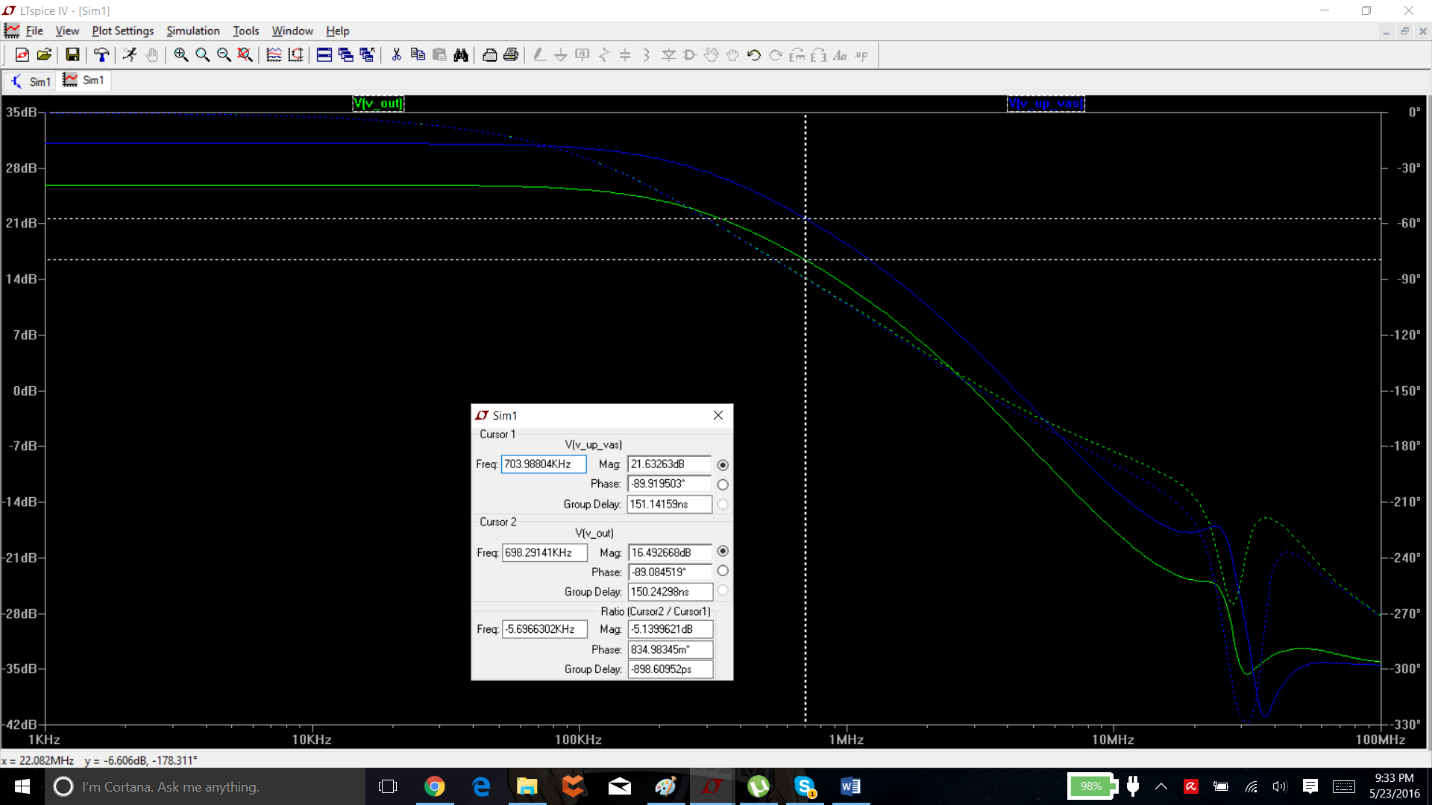 LTspice IV - [Sim1]
File View Plot Settings Simulation Tools Window Help
Sim1 Sim1
V(v_out) V(v_up_vas)
35dB 0°
28dB -30°
21dB -60°
14dB -90°
7dB -120°
0dB -150°
-7dB -180°
-14dB -210°
-21dB -240°
-28dB -270°
-35dB -300°
-42dB -330°
1KHz 10KHz 100KHz 1MHz 10MHz 100MHz
Sim1
Cursor 1
V(v_up_vas)
Freq: 703.98804KHz Mag: 21.63263dB
Phase: -89.919503°
Group Delay: 151.14159ns
Cursor 2
V(v_out)
Freq: 698.29141KHz Mag: 16.492668dB
Phase: -89.084519°
Group Delay: 150.24298ns
Ratio (Cursor2 / Cursor1)
Freq: -5.6966302KHz Mag: -5.1399621dB
Phase: 834.98345m°
Group Delay: -898.60952ps
x = 22.082MHz y = -6.606dB, -178.311°
I'm Cortana. Ask me anything.
98%
9:33 PM
5/23/2016